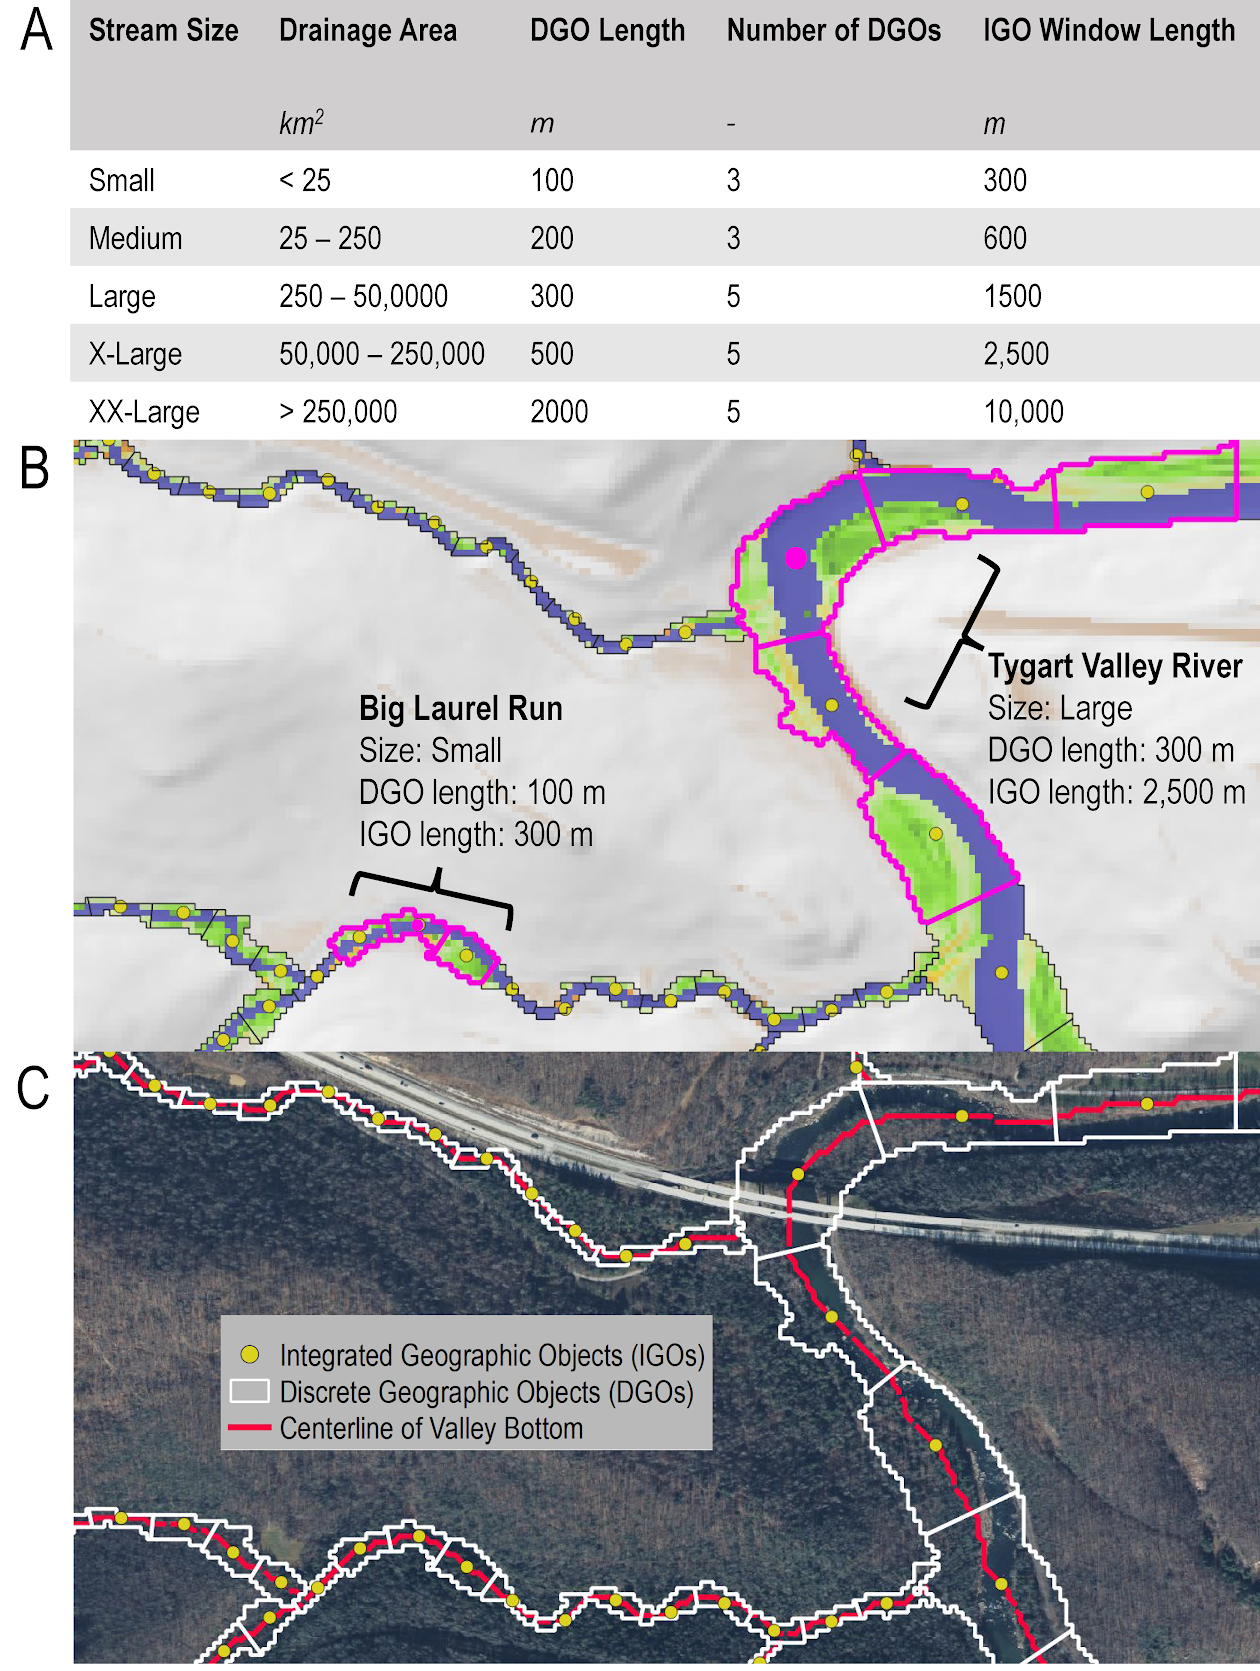 A
Stream Size Drainage Area DGO Length Number of DGOs IGO Window Length
km² m - m
Small < 25 100 3 300
Medium 25 – 250 200 3 600
Large 250 – 50,0000 300 5 1500
X-Large 50,000 – 250,000 500 5 2,500
XX-Large > 250,000 2000 5 10,000
B
Tygart Valley River
Size: Large
DGO length: 300 m
IGO length: 2,500 m
Big Laurel Run
Size: Small
DGO length: 100 m
IGO length: 300 m
C
Integrated Geographic Objects (IGOs)
Discrete Geographic Objects (DGOs)
Centerline of Valley Bottom